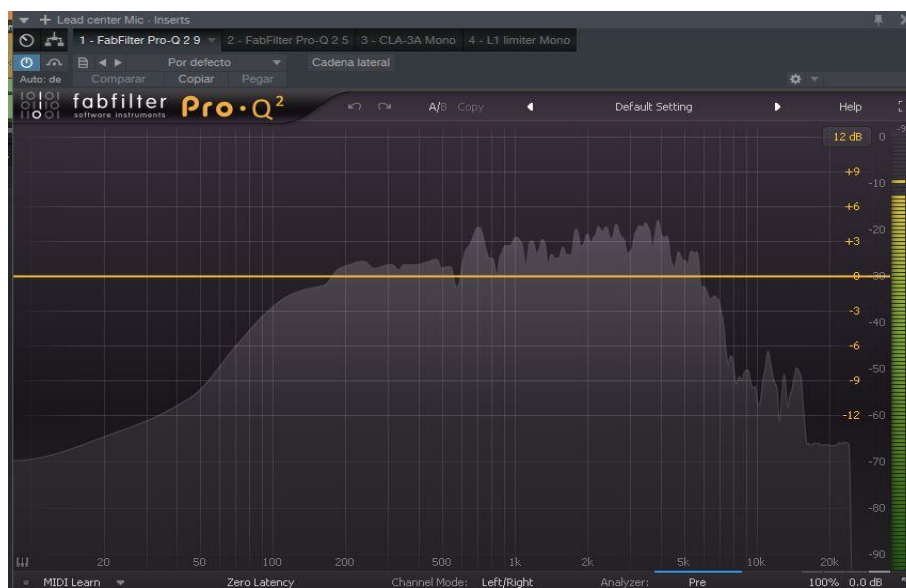 Lead center Mic - Inserts
1 - FabFilter Pro-Q 2 9 2 - FabFilter Pro-Q 2 5 3 - CLA-3A Mono 4 - L1 limiter Mono
Por defecto Cadena lateral
Auto: de Comparar Copiar Pegar
fabfilter Pro·Q² A/B Copy Default Setting Help
software instruments
12 dB 0 -9
+9 -10
+6 -20
+3
0 -30
-3 -40
-6
-9 -50
-12 -60
-70
-80
20 50 100 200 500 1k 2k 5k 10k 20k -90
MIDI Learn Zero Latency Channel Mode: Left/Right Analyzer: Pre 100% 0.0 dB